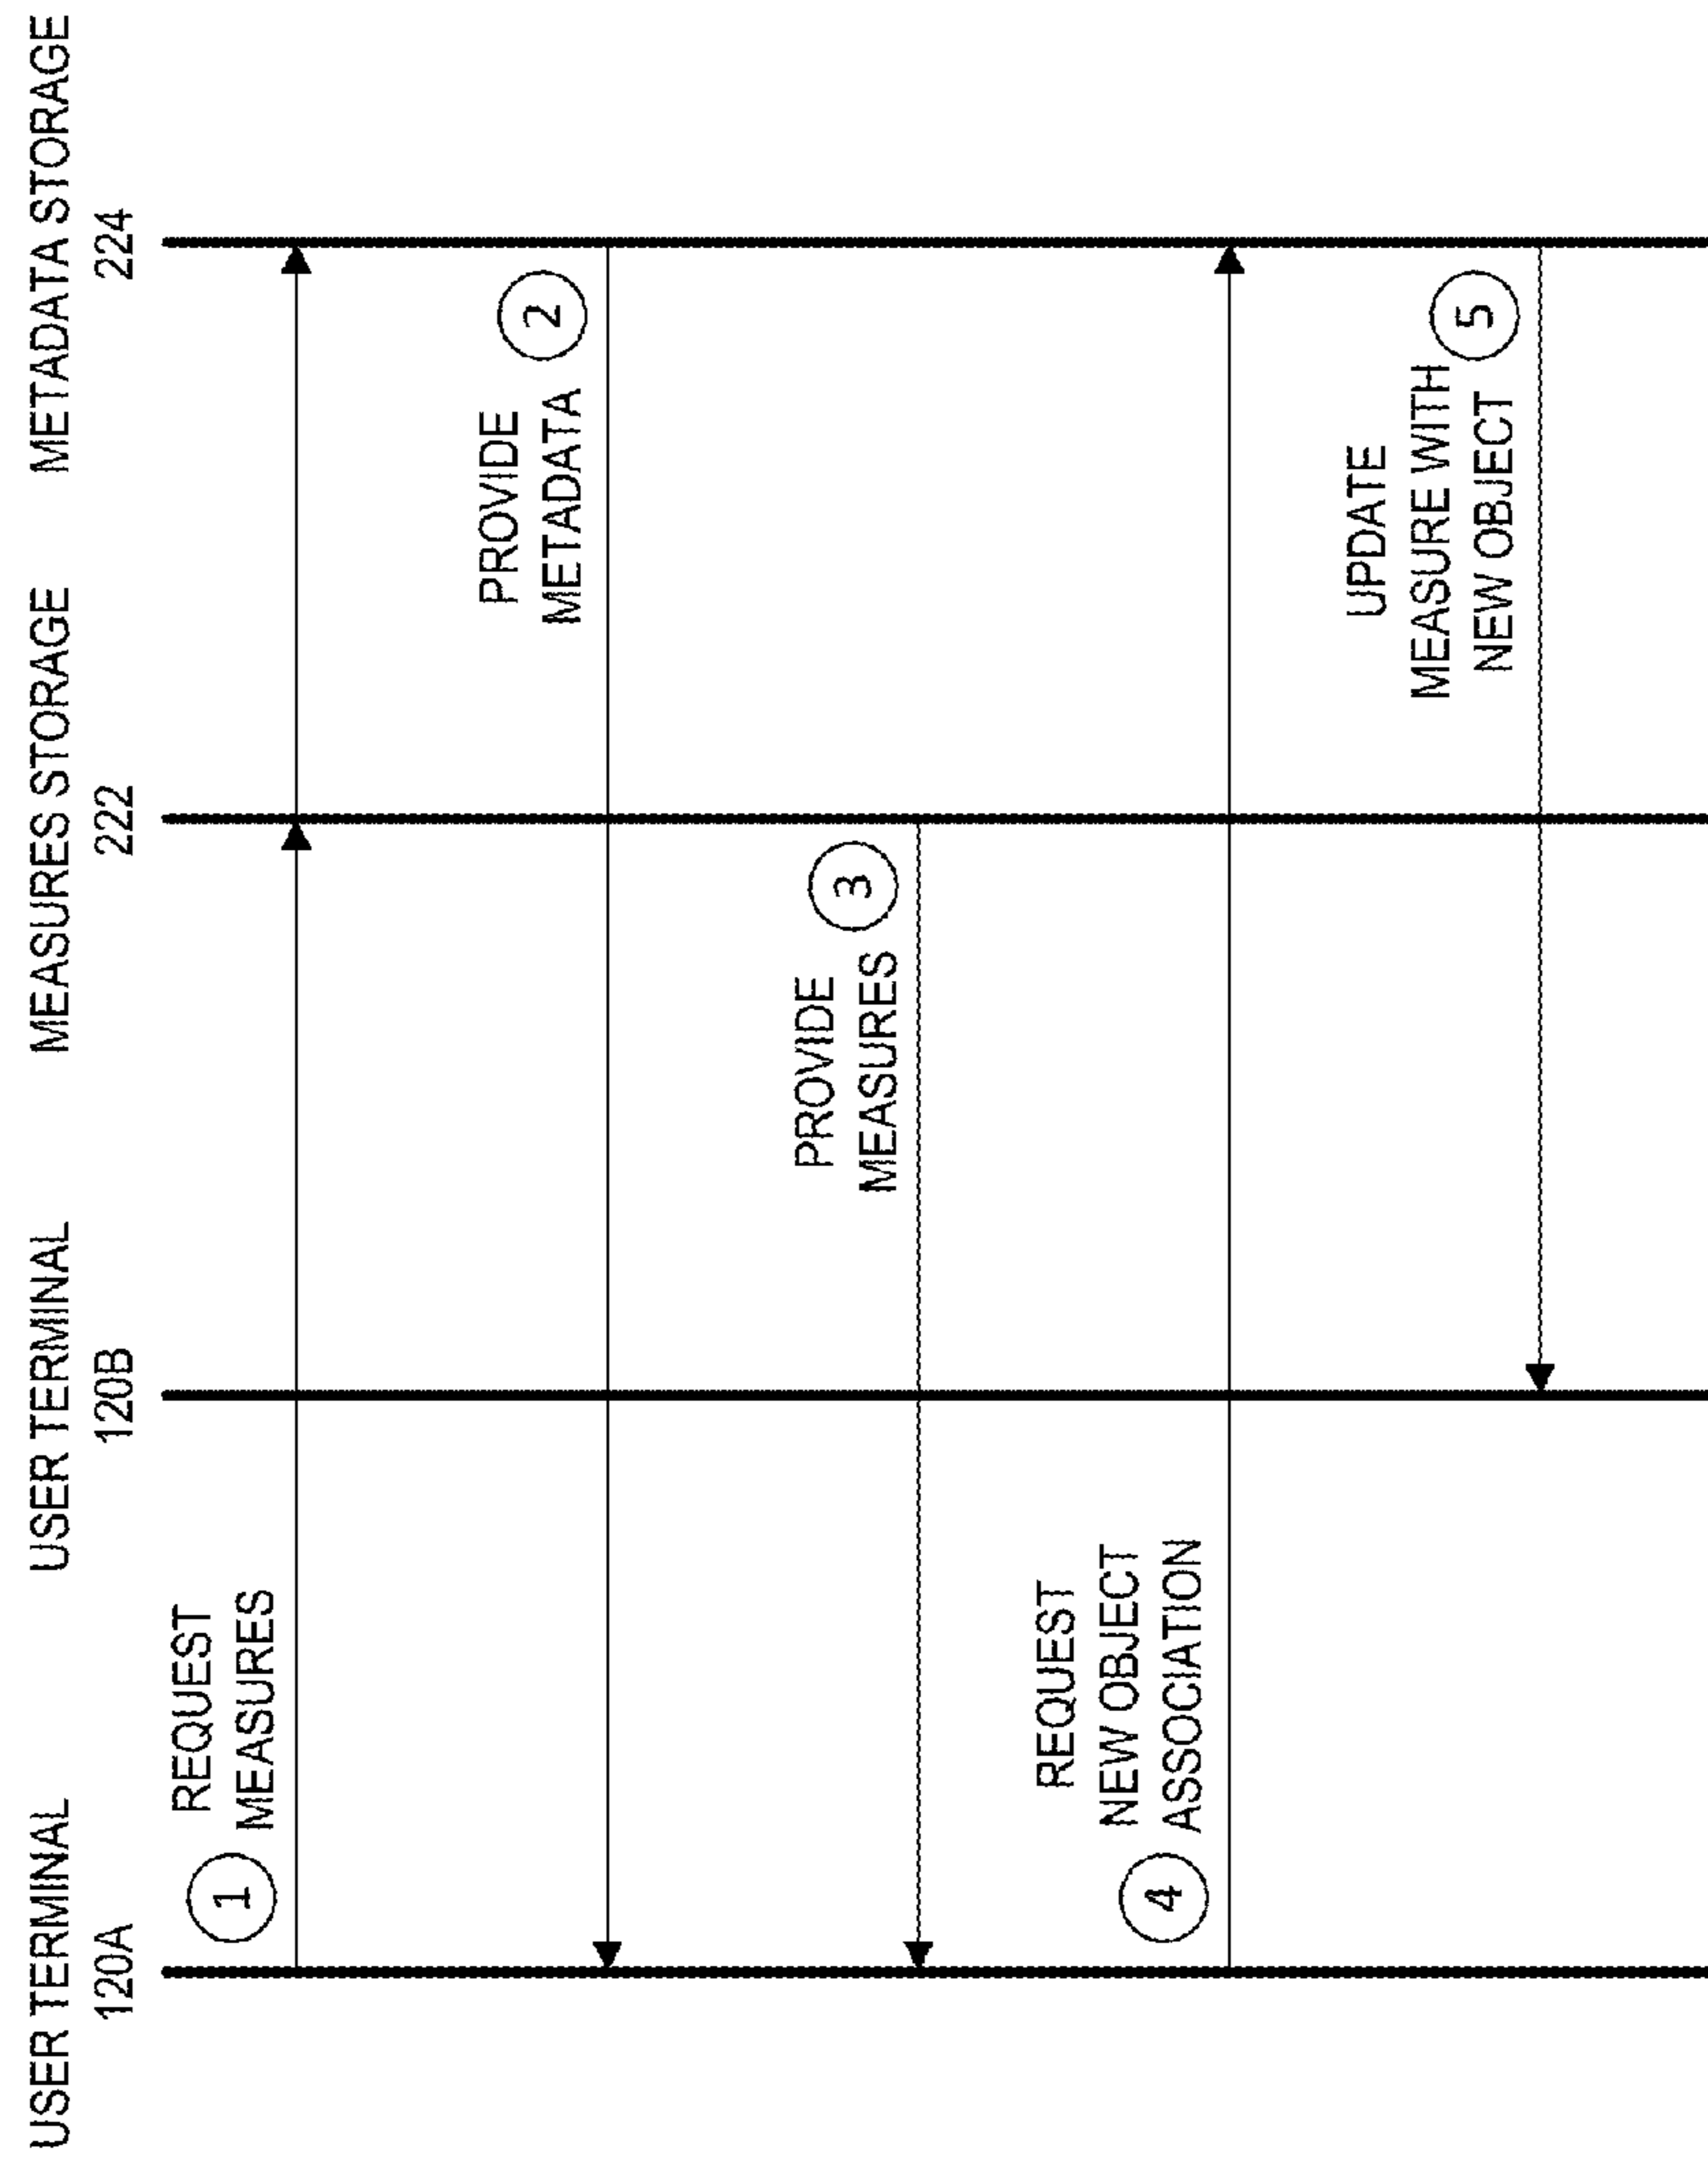 USER TERMINAL
120A
USER TERMINAL
120B
MEASURES STORAGE
222
METADATA STORAGE
224
1
REQUEST
MEASURES
PROVIDE
METADATA
2
PROVIDE
MEASURES
3
4
REQUEST
NEW OBJECT
ASSOCIATION
UPDATE
MEASURE WITH
NEW OBJECT
5